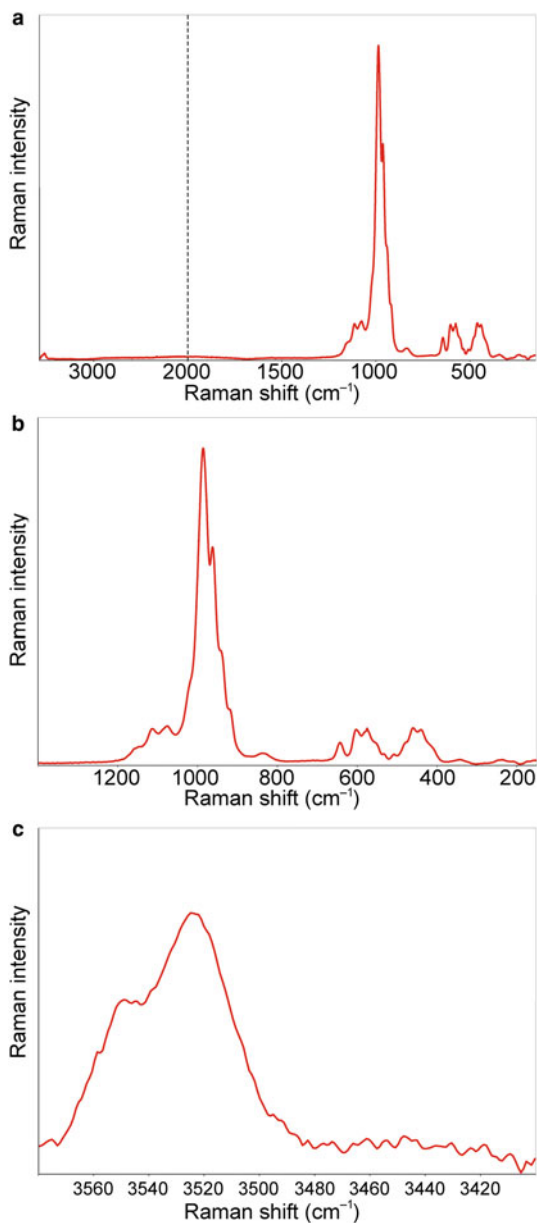 a
Raman intensity
3000 2000 1500 1000 500
Raman shift (cm⁻¹)
b
Raman intensity
1200 1000 800 600 400 200
Raman shift (cm⁻¹)
c
Raman intensity
3560 3540 3520 3500 3480 3460 3440 3420
Raman shift (cm⁻¹)